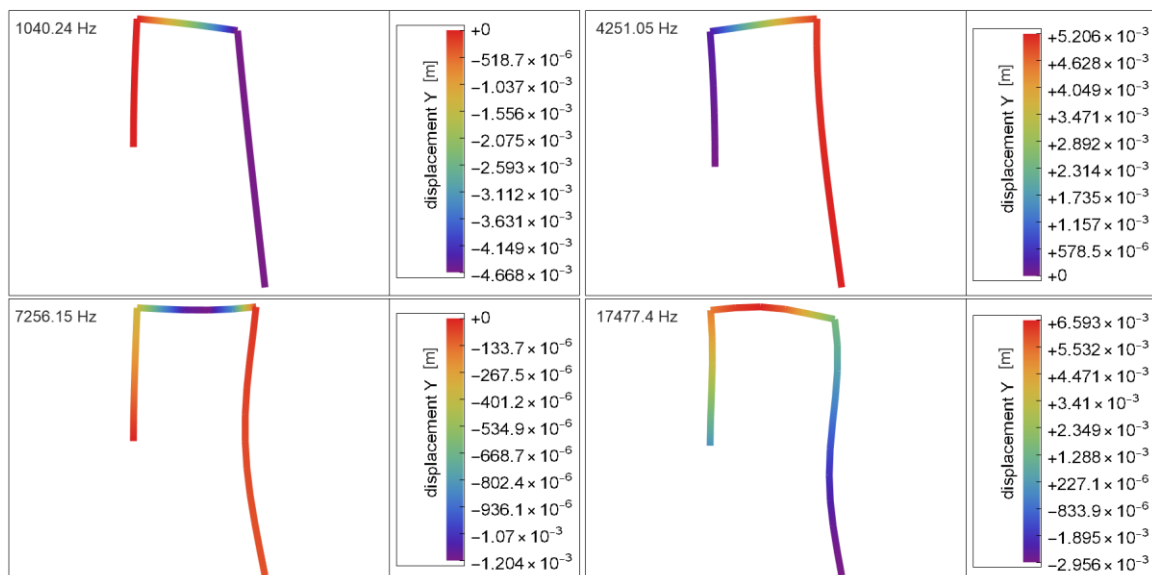 1040.24 Hz
displacement Y [m]
+0
−518.7 × 10⁻⁶
−1.037 × 10⁻³
−1.556 × 10⁻³
−2.075 × 10⁻³
−2.593 × 10⁻³
−3.112 × 10⁻³
−3.631 × 10⁻³
−4.149 × 10⁻³
−4.668 × 10⁻³
4251.05 Hz
displacement Y [m]
+5.206 × 10⁻³
+4.628 × 10⁻³
+4.049 × 10⁻³
+3.471 × 10⁻³
+2.892 × 10⁻³
+2.314 × 10⁻³
+1.735 × 10⁻³
+1.157 × 10⁻³
+578.5 × 10⁻⁶
+0
7256.15 Hz
displacement Y [m]
+0
−133.7 × 10⁻⁶
−267.5 × 10⁻⁶
−401.2 × 10⁻⁶
−534.9 × 10⁻⁶
−668.7 × 10⁻⁶
−802.4 × 10⁻⁶
−936.1 × 10⁻⁶
−1.07 × 10⁻³
−1.204 × 10⁻³
17477.4 Hz
displacement Y [m]
+6.593 × 10⁻³
+5.532 × 10⁻³
+4.471 × 10⁻³
+3.41 × 10⁻³
+2.349 × 10⁻³
+1.288 × 10⁻³
+227.1 × 10⁻⁶
−833.9 × 10⁻⁶
−1.895 × 10⁻³
−2.956 × 10⁻³